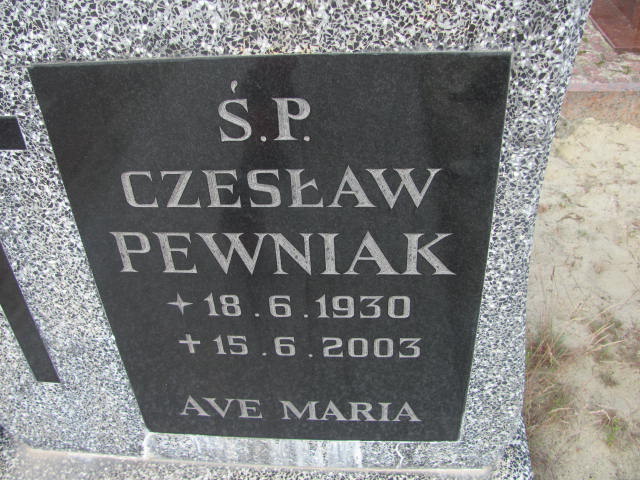 Ś.P.
CZESŁAW
PEWNIAK
18.6.1930
15.6.2003
AVE MARIA